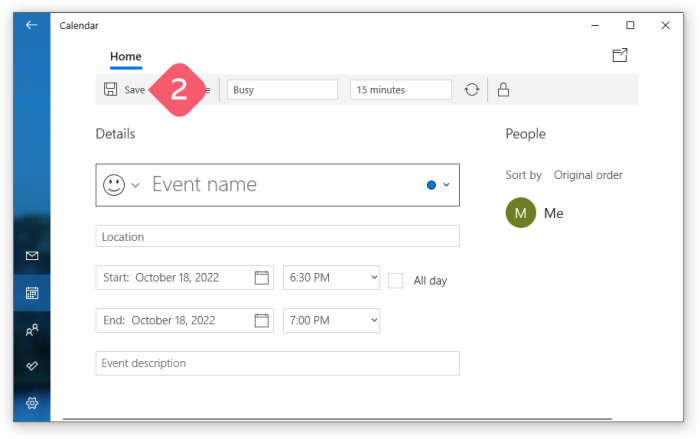 Calendar
Home
Save
2
Busy
15 minutes
Details
People
Event name
Sort by Original order
M Me
Location
Start: October 18, 2022 6:30 PM All day
End: October 18, 2022 7:00 PM
Event description